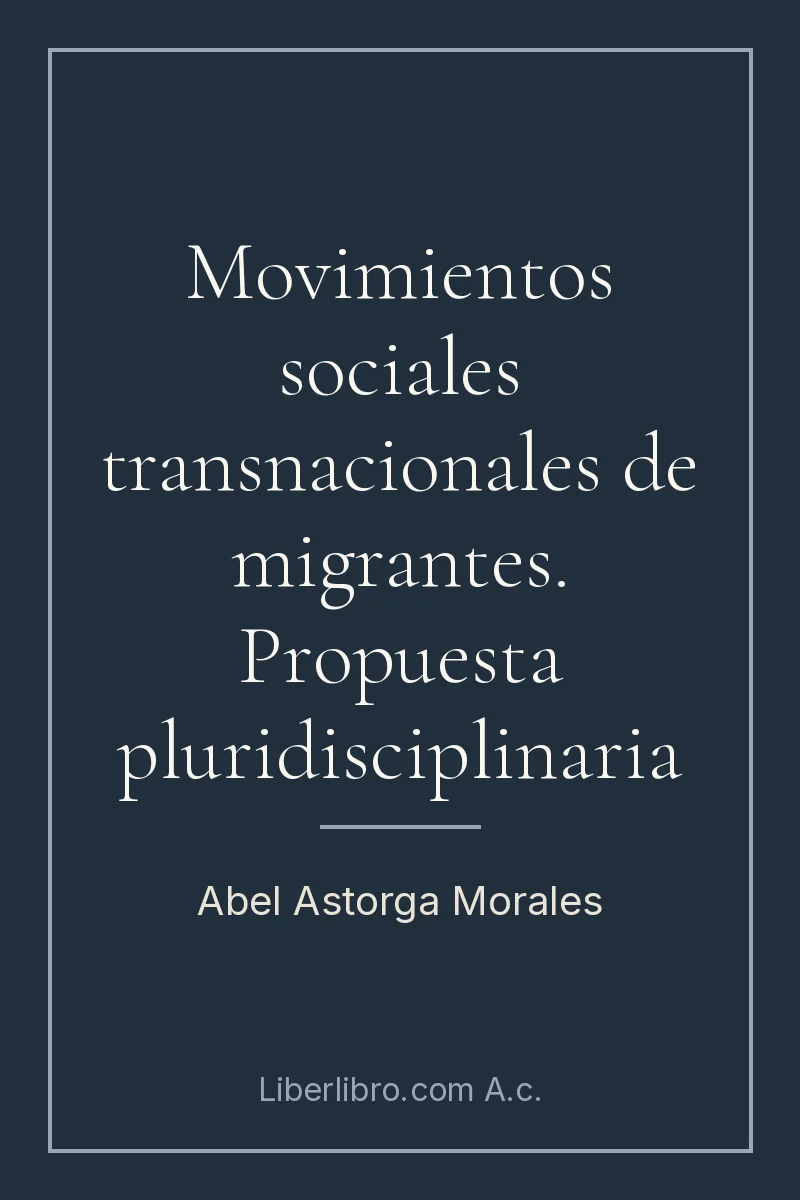 Movimientos
sociales
transnacionales de
migrantes.
Propuesta
pluridisciplinaria
Abel Astorga Morales
Liberlibro.com A.c.